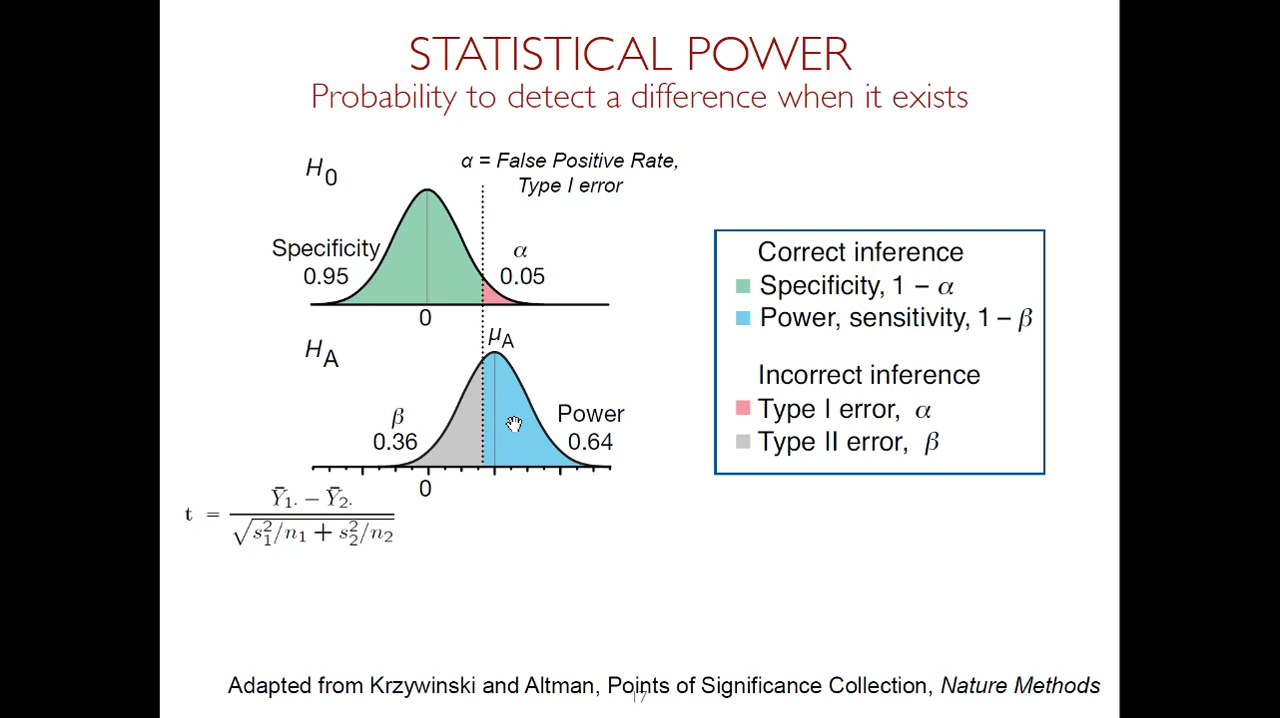 STATISTICAL POWER
Probability to detect a difference when it exists
H0
α = False Positive Rate,
Type I error
Specificity
0.95
α
0.05
0
HA
μA
β
0.36
Power
0.64
0
t = Ȳ1. − Ȳ2. / √s₁²/n₁ + s₂²/n₂
Correct inference
Specificity, 1 − α
Power, sensitivity, 1 − β
Incorrect inference
Type I error, α
Type II error, β
Adapted from Krzywinski and Altman, Points of Significance Collection, Nature Methods
17